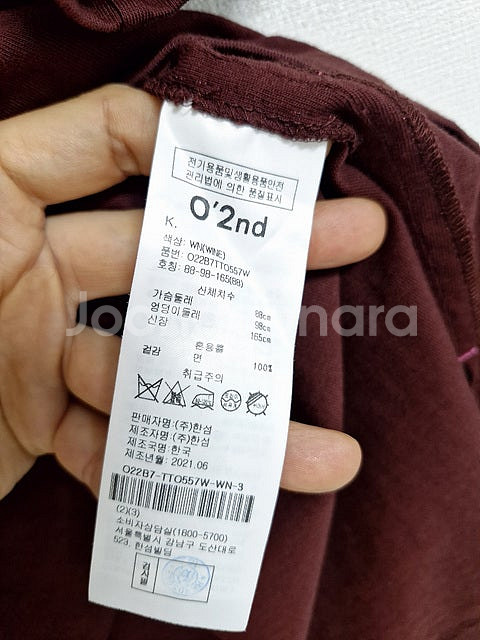 전기용품및생활용품안전
관리법에 의한 품질표시
O'2nd
K.
색상: WN(WINE)
품번: O22B7TTO557W
호칭: 88-98-165(88)
신체치수
가슴둘레 88cm
엉덩이둘레 98cm
신장 165cm
혼용률
겉감 면 100%
취급주의
판매자명:(주)한섬
제조자명:(주)한섬
제조국명:한국
제조년월: 2021.06
O22B7-TTO557W-WN-3
(2)(3)
소비자상담실(1800-5700)
서울특별시 강남구 도산대로
523, 한섬빌딩
검사필